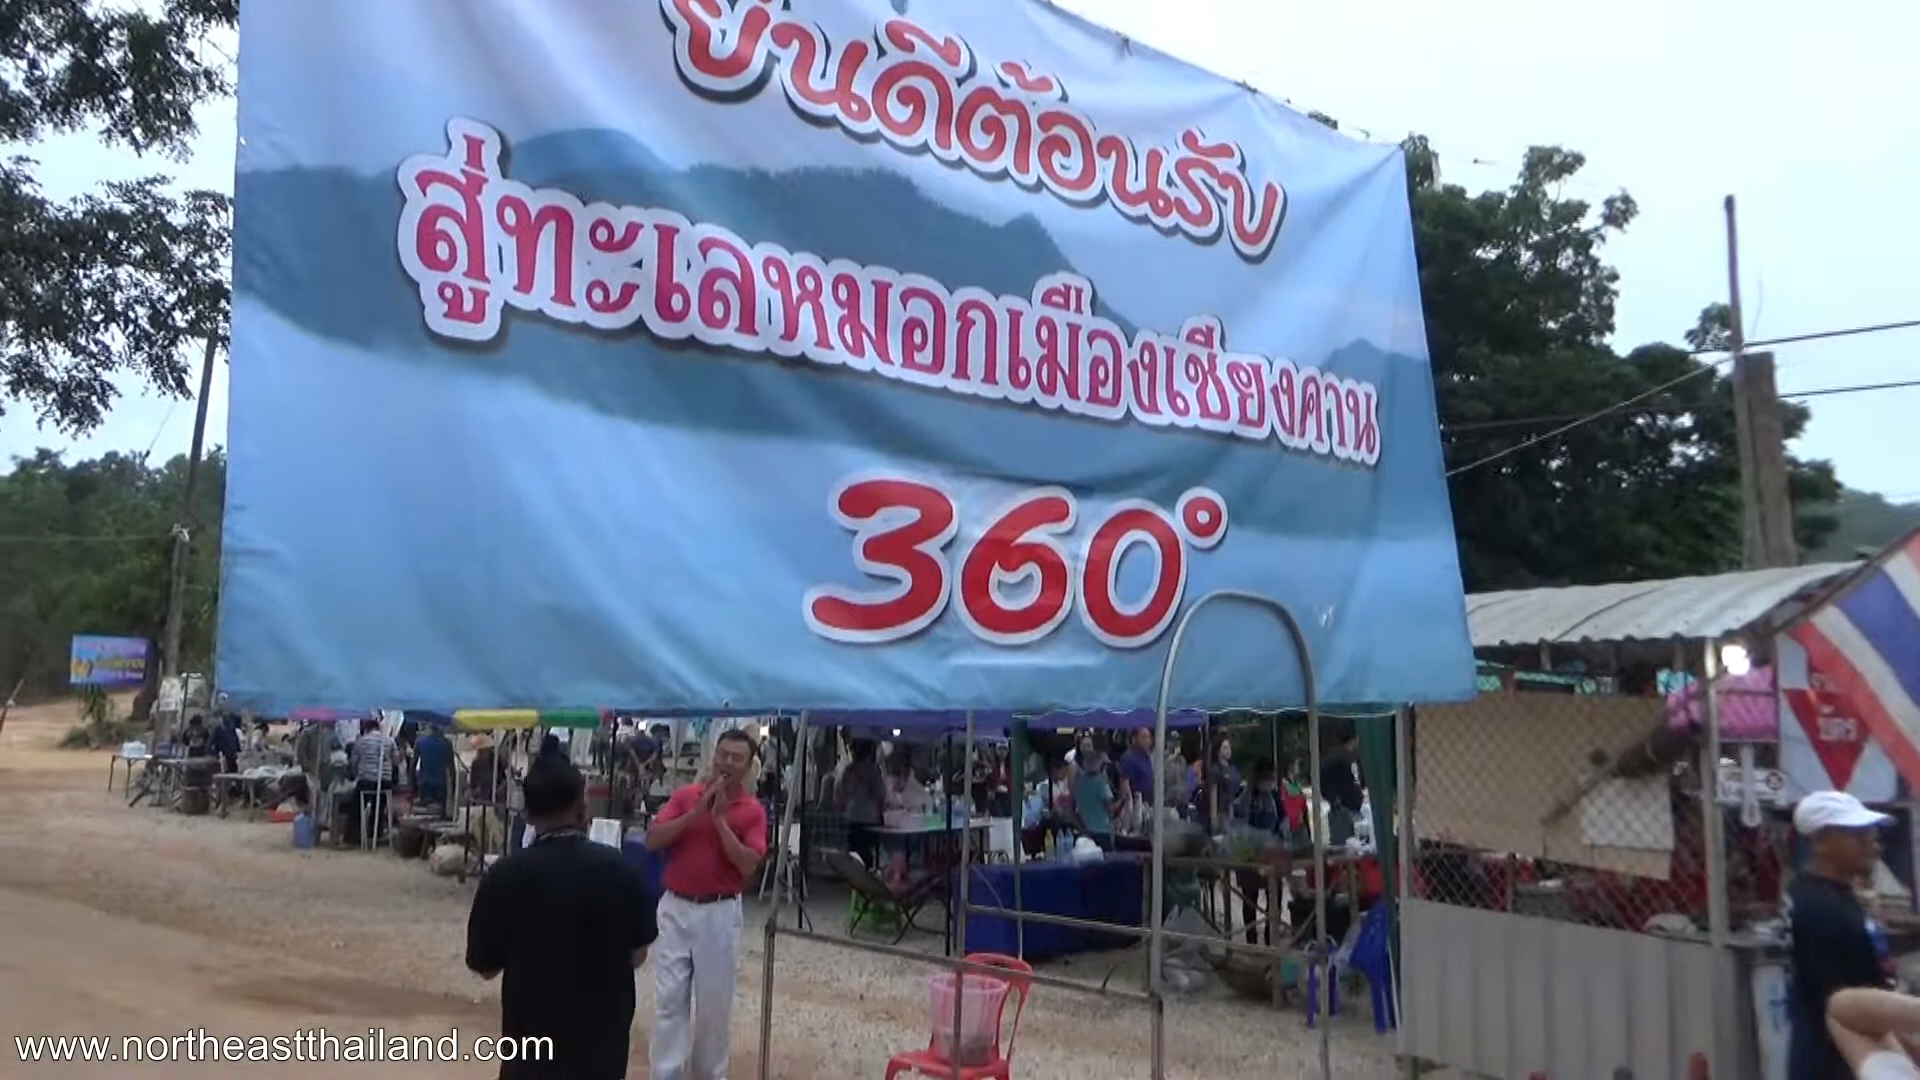 ยินดีต้อนรับ
สู่ทะเลหมอกเมืองเชียงคาน
360°
www.northeastthailand.com